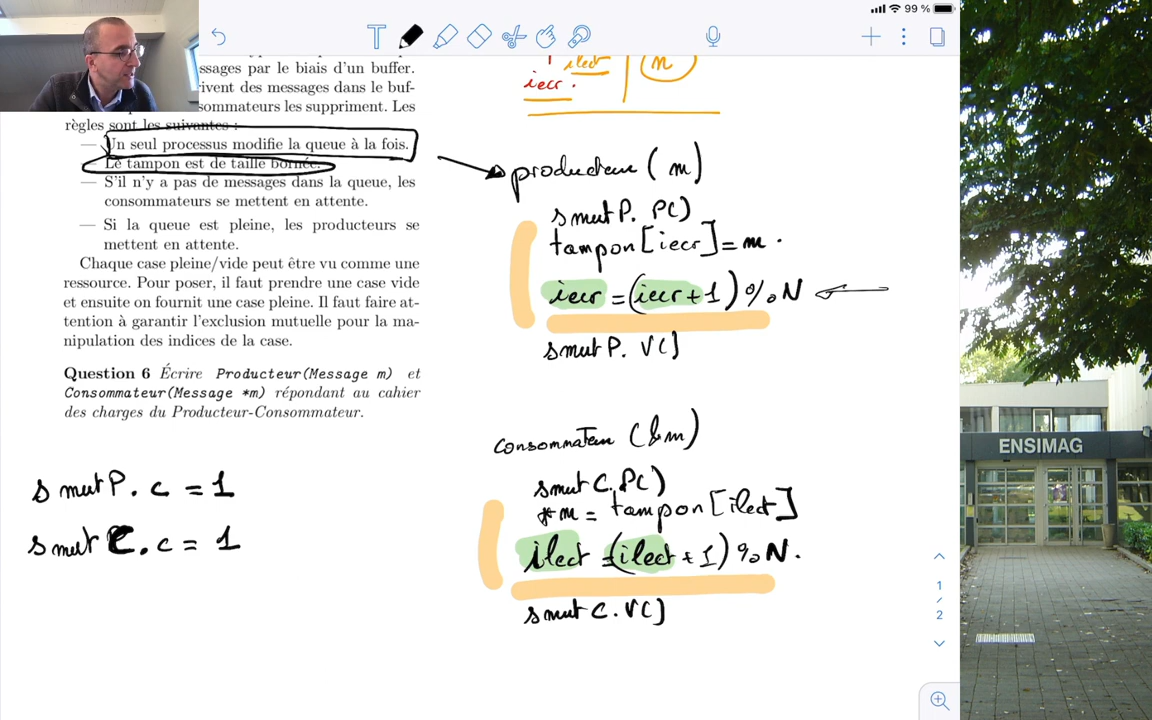 99 %
ssages par le biais d'un buffer.
ivent des messages dans le buf-
sommateurs les suppriment. Les
règles sont les suivantes :
— Un seul processus modifie la queue à la fois.
— Le tampon est de taille bornée.
— S'il n'y a pas de messages dans la queue, les
consommateurs se mettent en attente.
— Si la queue est pleine, les producteurs se
mettent en attente.
Chaque case pleine/vide peut être vu comme une
ressource. Pour poser, il faut prendre une case vide
et ensuite on fournit une case pleine. Il faut faire at-
tention à garantir l'exclusion mutuelle pour la ma-
nipulation des indices de la case.
Question 6 Écrire Producteur(Message m) et
Consommateur(Message *m) répondant au cahier
des charges du Producteur-Consommateur.
smutP. c = 1
smutC. c = 1
ilect
iecr.
n
producteur (m)
smutP. P()
tampon[iecr]=m.
iecr =(iecr+1)%N
smutP. V()
consommateur (&m)
smutC. P()
*m = tampon[ilect]
ilect =(ilect+1)%N.
smutC. V()
1
/
2
ENSIMAG